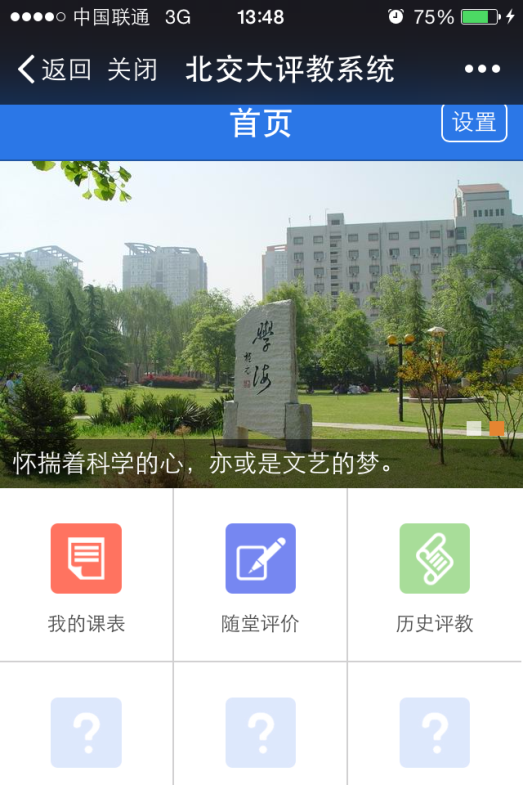 中国联通 3G 13:48 75%
返回 关闭 北交大评教系统
首页 设置
學海
怀揣着科学的心，亦或是文艺的梦。
我的课表 随堂评价 历史评教
? ? ?